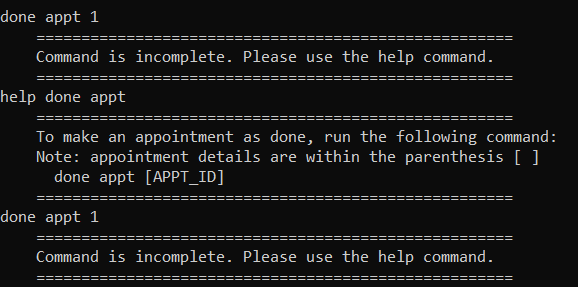 done appt 1
====================================================
Command is incomplete. Please use the help command.
====================================================
help done appt
====================================================
To make an appointment as done, run the following command:
Note: appointment details are within the parenthesis [ ]
done appt [APPT_ID]
====================================================
done appt 1
====================================================
Command is incomplete. Please use the help command.
====================================================